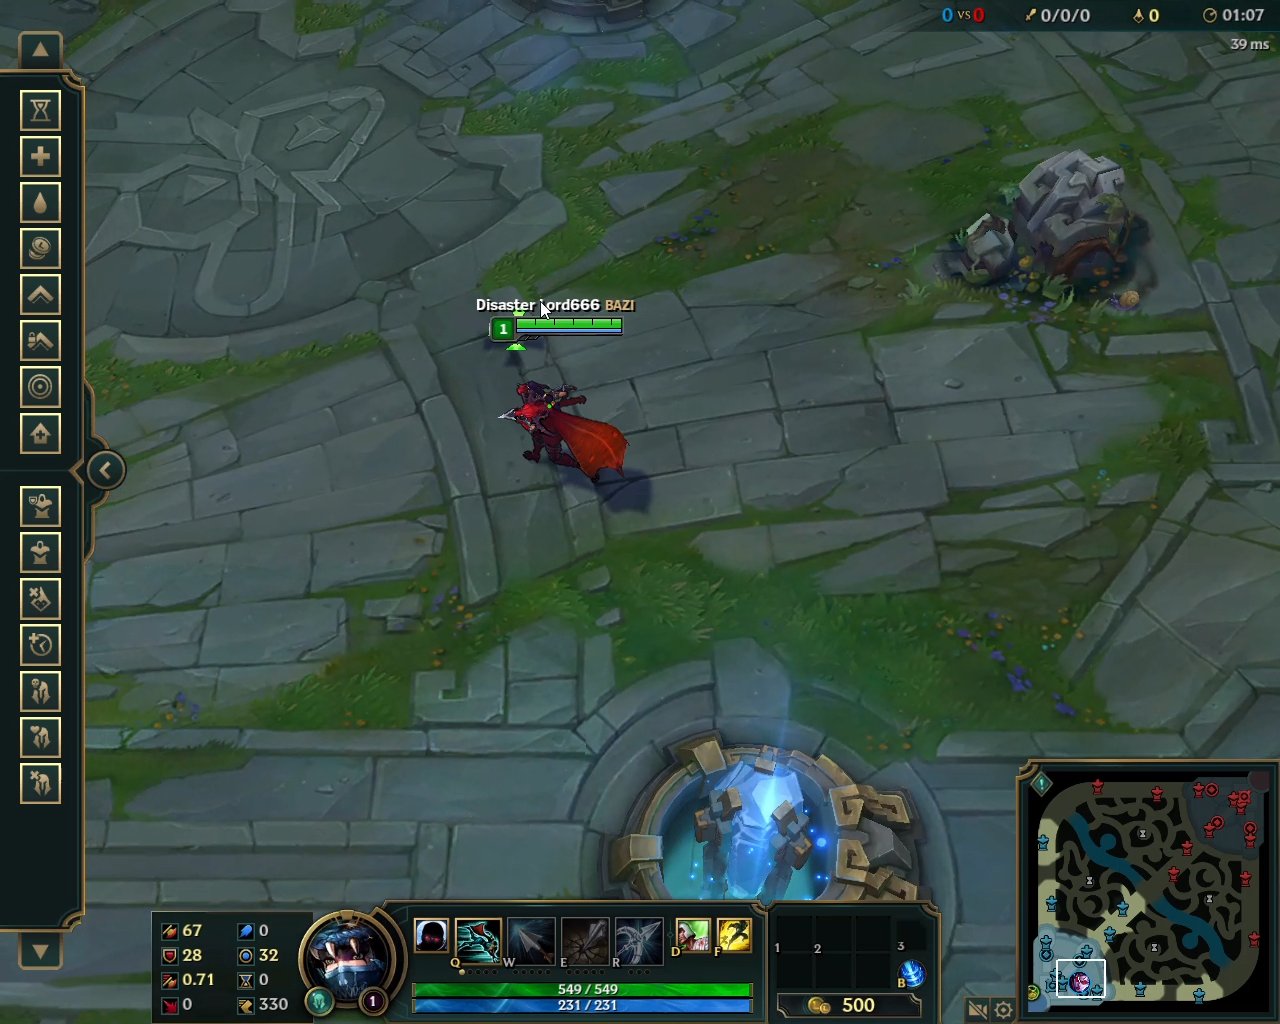 0 vs 0 0/0/0 0 01:07
39 ms
Disaster Lord666 BAZI
1
67 0
28 32
0.71 0
0 330
1
Q W E R D F
549 / 549
231 / 231
1 2 3
B
500